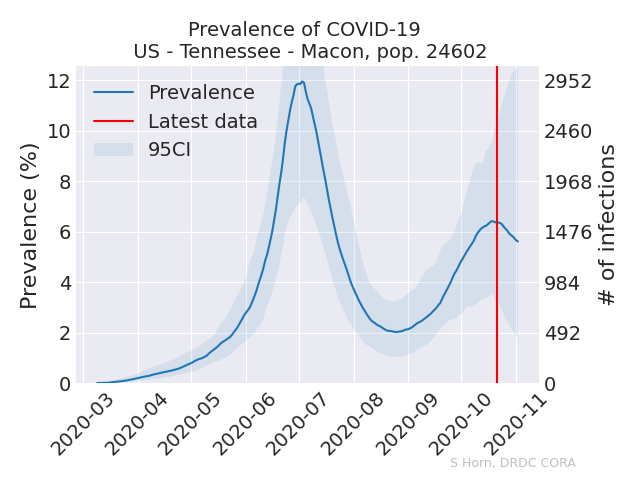 Prevalence of COVID-19
US - Tennessee - Macon, pop. 24602
Prevalence
Latest data
95CI
Prevalence (%)
12
10
8
6
4
2
0
2952
2460
1968
1476
984
492
0
# of infections
2020-03
2020-04
2020-05
2020-06
2020-07
2020-08
2020-09
2020-10
2020-11
S Horn, DRDC CORA